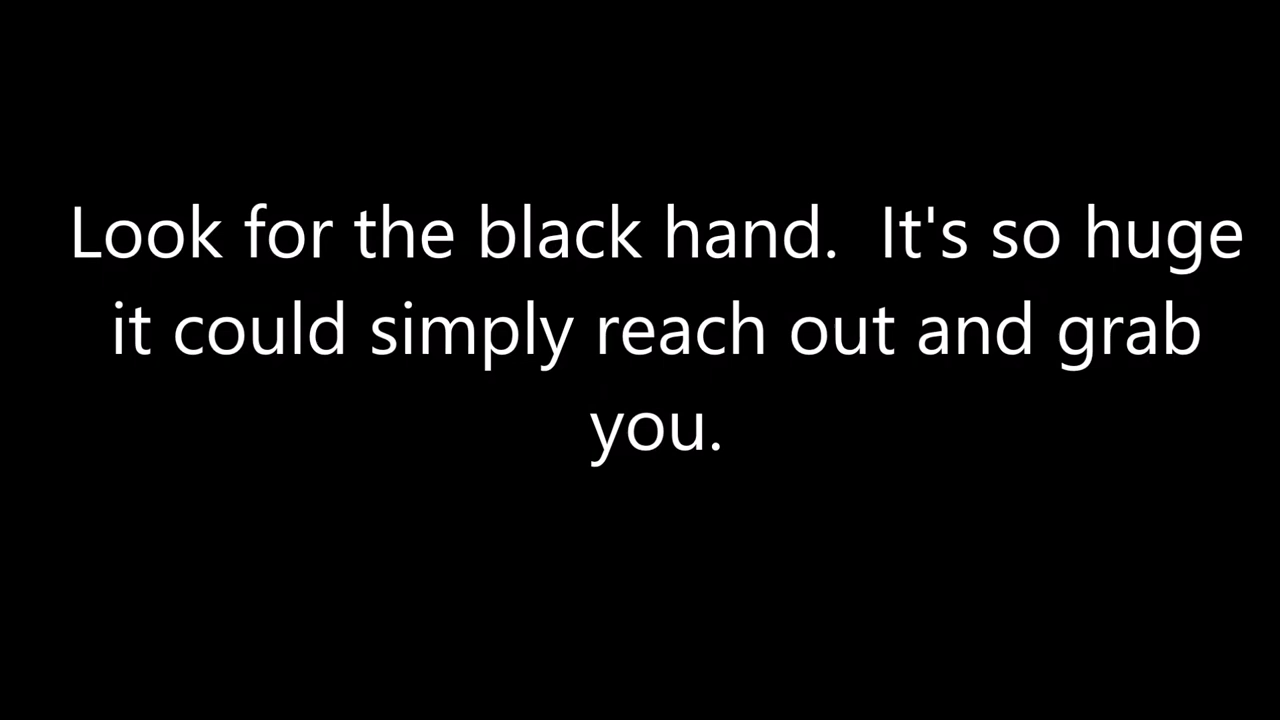 Look for the black hand.  It's so huge
it could simply reach out and grab
you.